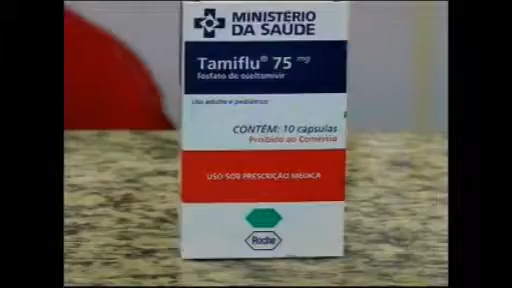 MINISTÉRIO
DA SAÚDE
Tamiflu® 75 mg
fosfato de oseltamivir
Uso adulto e pediátrico
CONTÉM: 10 cápsulas
Proibido ao Comércio
USO SOB PRESCRIÇÃO MÉDICA
Roche